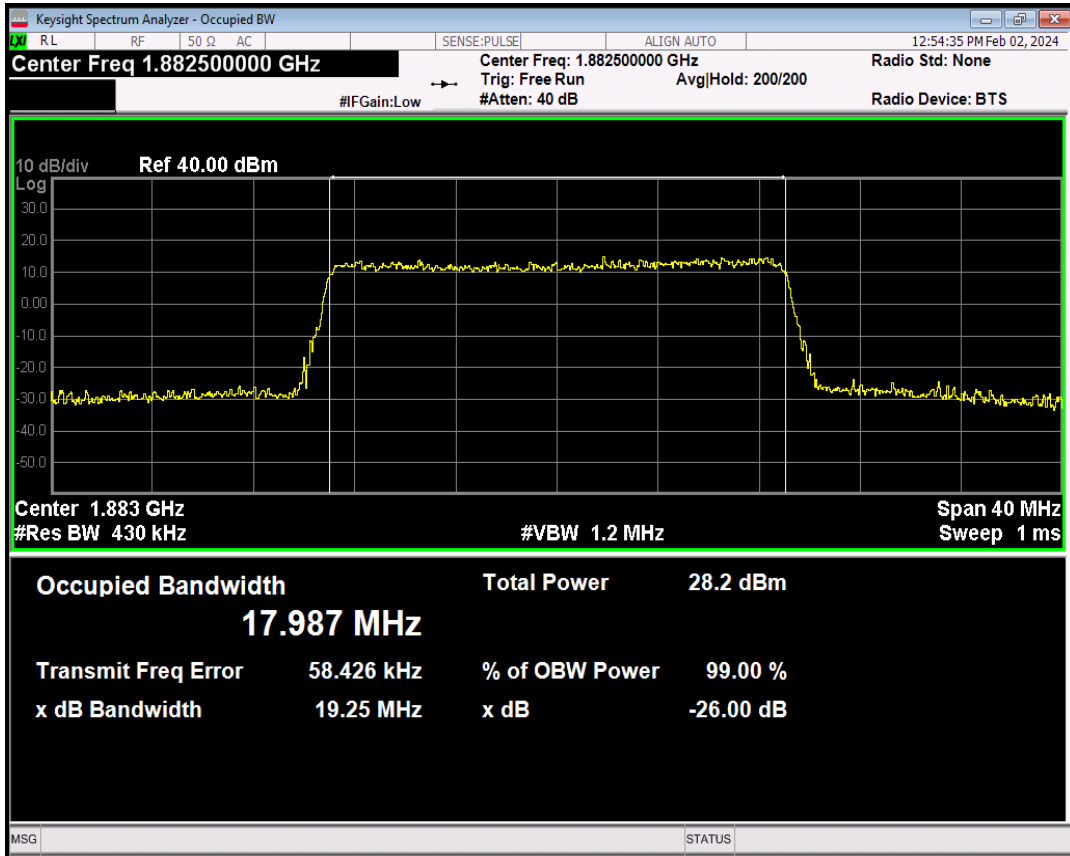 Keysight Spectrum Analyzer - Occupied BW
LXI RL RF 50 Ω AC SENSE:PULSE ALIGN AUTO 12:54:35 PM Feb 02, 2024
Center Freq 1.882500000 GHz Center Freq: 1.882500000 GHz Radio Std: None
Trig: Free Run Avg|Hold: 200/200
#IFGain:Low #Atten: 40 dB Radio Device: BTS
10 dB/div Ref 40.00 dBm
Log
30.0
20.0
10.0
0.00
-10.0
-20.0
-30.0
-40.0
-50.0
Center 1.883 GHz Span 40 MHz
#Res BW 430 kHz #VBW 1.2 MHz Sweep 1 ms
Occupied Bandwidth Total Power 28.2 dBm
17.987 MHz
Transmit Freq Error 58.426 kHz % of OBW Power 99.00 %
x dB Bandwidth 19.25 MHz x dB -26.00 dB
MSG STATUS